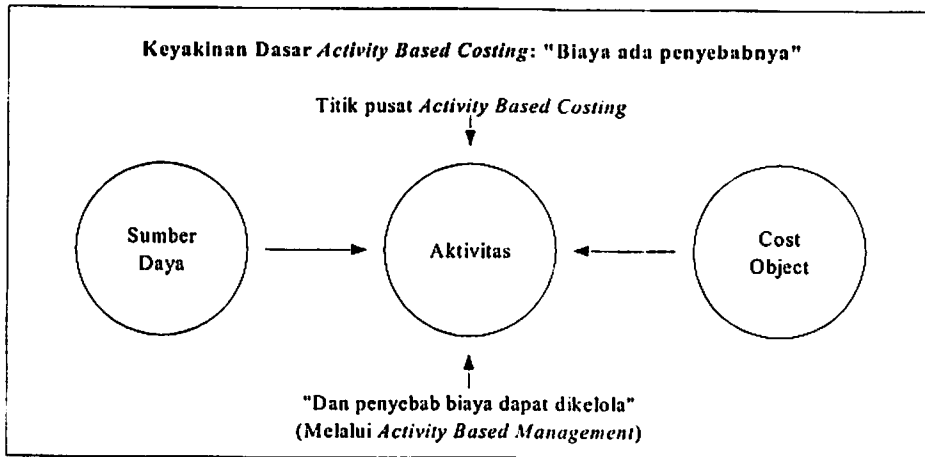 Keyakinan Dasar Activity Based Costing: "Biaya ada penyebabnya"
Titik pusat Activity Based Costing
Sumber
Daya
Aktivitas
Cost
Object
"Dan penyebab biaya dapat dikelola"
(Melalui Activity Based Management)